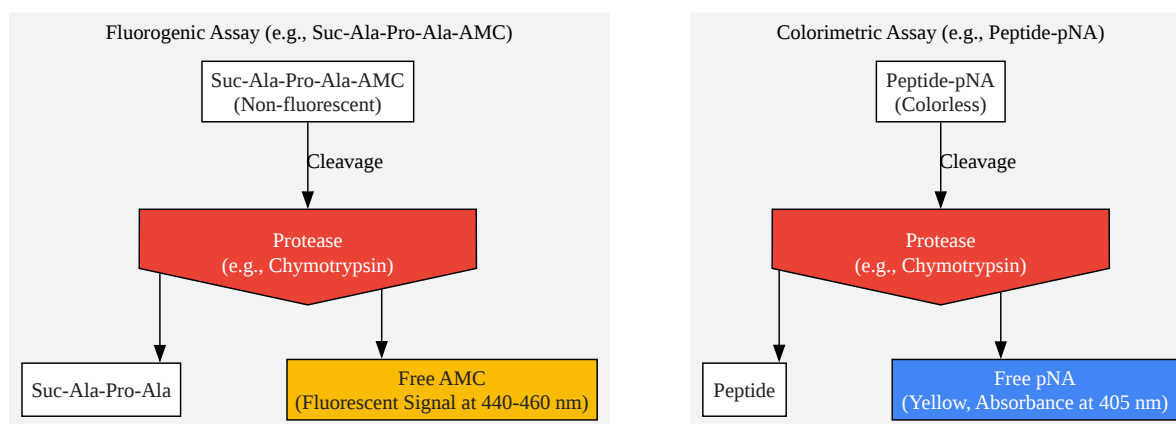 Fluorogenic Assay (e.g., Suc-Ala-Pro-Ala-AMC)
Suc-Ala-Pro-Ala-AMC
(Non-fluorescent)
Cleavage
Protease
(e.g., Chymotrypsin)
Suc-Ala-Pro-Ala
Free AMC
(Fluorescent Signal at 440-460 nm)
Colorimetric Assay (e.g., Peptide-pNA)
Peptide-pNA
(Colorless)
Cleavage
Protease
(e.g., Chymotrypsin)
Peptide
Free pNA
(Yellow, Absorbance at 405 nm)